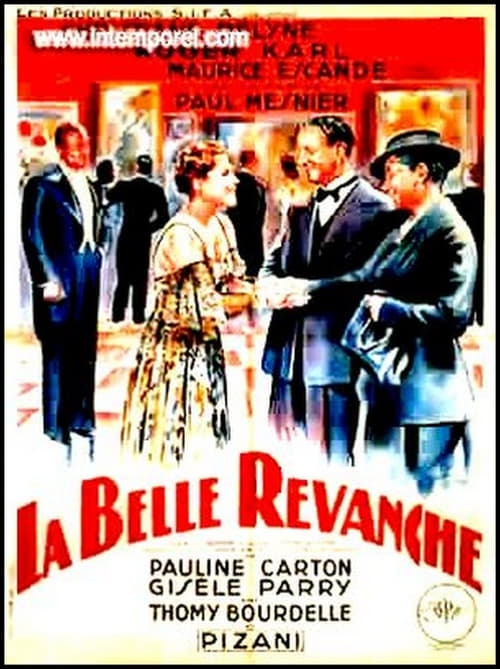 LES PRODUCTIONS S.I.F.A.
www.intemporel.com
ROGER KARL
MAURICE ESCANDE
PAUL MESNIER
LA BELLE REVANCHE
PAULINE CARTON
GISÈLE PARRY
THOMY BOURDELLE
PIZANI